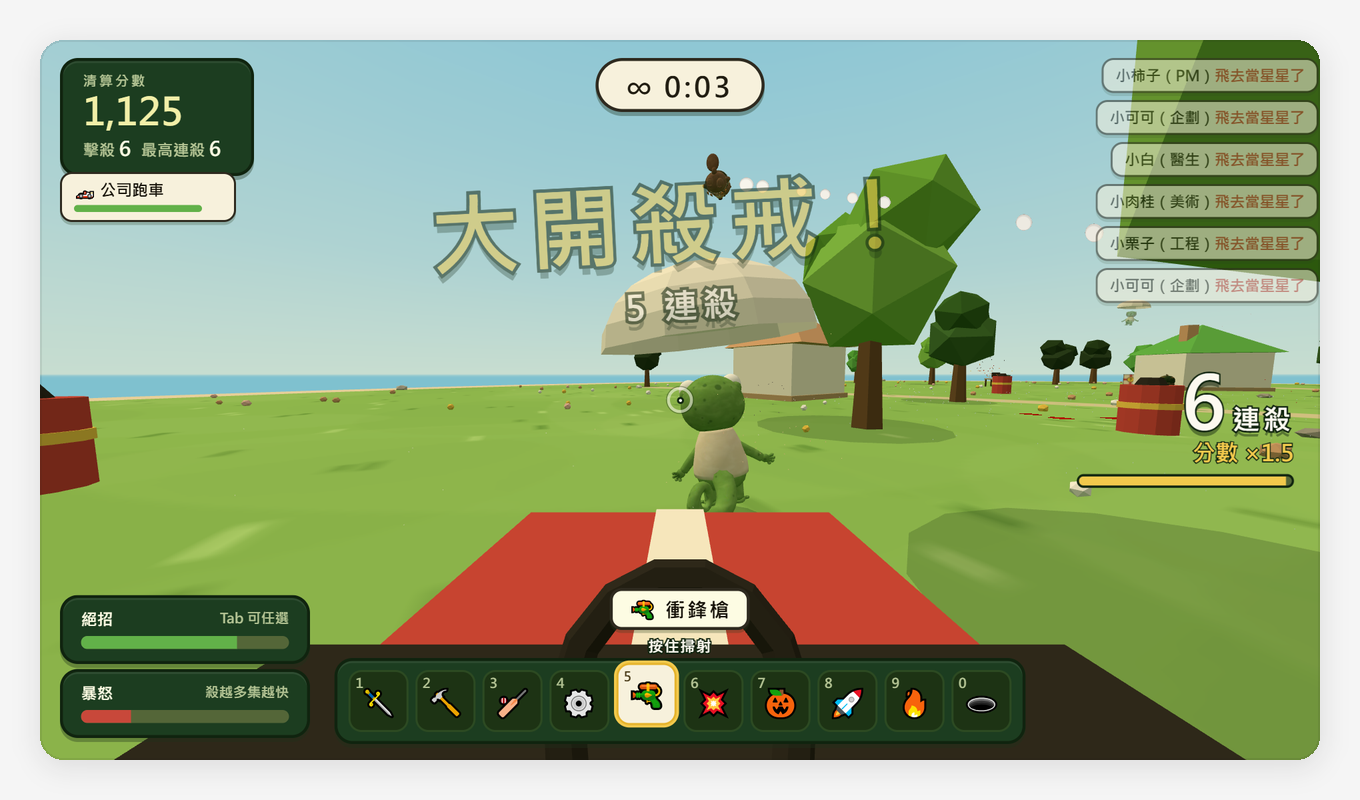 清算分數
1,125
擊殺 6 最高連殺 6
公司跑車
∞ 0:03
小柿子（PM）飛去當星星了
小可可（企劃）飛去當星星了
小白（醫生）飛去當星星了
小肉桂（美術）飛去當星星了
小栗子（工程）飛去當星星了
小可可（企劃）飛去當星星了
大開殺戒！
5 連殺
6 連殺
分數 ×1.5
絕招 Tab 可任選
暴怒 殺越多集越快
衝鋒槍
按住掃射
1 2 3 4 5 6 7 8 9 0